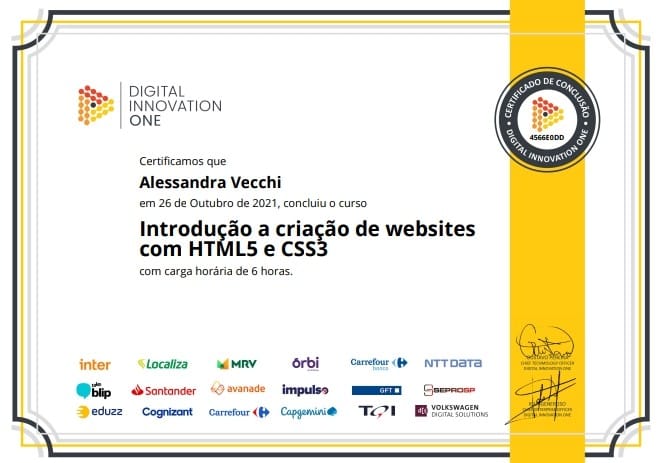 DIGITAL
INNOVATION
ONE
CERTIFICADO DE CONCLUSÃO
4566E0DD
DIGITAL INNOVATION ONE
Certificamos que
Alessandra Vecchi
em 26 de Outubro de 2021, concluiu o curso
Introdução a criação de websites
com HTML5 e CSS3
com carga horária de 6 horas.
inter Localiza MRV órbi Carrefour banco NTT DATA
take blip Santander avanade impulso GFT SEPROSP
eduzz Cognizant Carrefour Capgemini TQI VOLKSWAGEN
DIGITAL SOLUTIONS
CHIEF TECHNOLOGY OFFICER
DIGITAL INNOVATION ONE
DIGITAL INNOVATION ONE